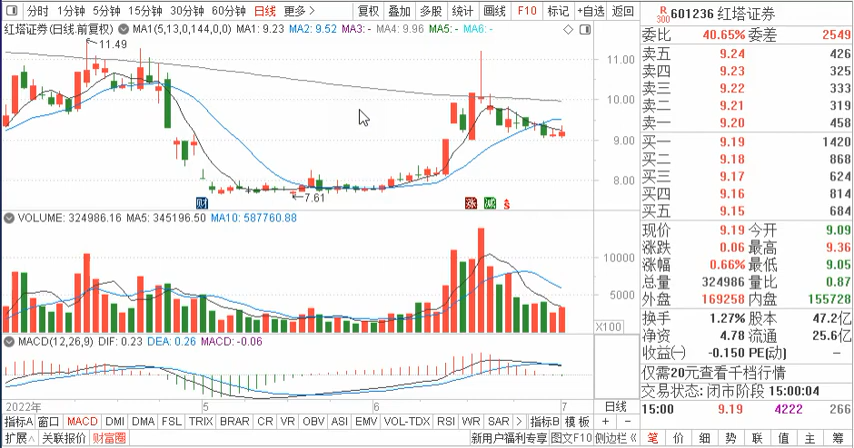 分时 1分钟 5分钟 15分钟 30分钟 60分钟 日线 更多 复权 叠加 多股 统计 画线 F10 标记 +自选 返回
R 300 601236 红塔证券
红塔证券(日线.前复权) MA1(5,13,0,144,0,0) MA1: 9.23 MA2: 9.52 MA3: - MA4: 9.96 MA5: - MA6: -
委比 40.65% 委差 2549
卖五 9.24 426
卖四 9.23 325
卖三 9.22 333
卖二 9.21 319
卖一 9.20 458
买一 9.19 1420
买二 9.18 868
买三 9.17 624
买四 9.16 814
买五 9.15 684
现价 9.19 今开 9.09
涨跌 0.06 最高 9.36
涨幅 0.66% 最低 9.05
总量 324986 量比 0.87
外盘 169258 内盘 155728
换手 1.27% 股本 47.2亿
净资 4.78 流通 25.6亿
收益㈠ -0.150 PE(动) –
仅需20元查看千档行情
交易状态: 闭市阶段 15:00:04
15:00 9.19 4222 266
笔 价 细 势 联 值 主 筹
11.49
11.00
10.00
9.00
8.00
7.61
财 涨 减 $
VOLUME: 324986.16 MA5: 345196.50 MA10: 587760.88
10000
5000
X100
MACD(12,26,9) DIF: 0.23 DEA: 0.26 MACD: -0.06
2022年 5 6 7 日线
指标A 窗口 MACD DMI DMA FSL TRIX BRAR CR VR OBV ASI EMV VOL-TDX RSI WR SAR 指标B 模板 + −
扩展∧ 关联报价 财富圈 新用户福利专享 图文F10 侧边栏《